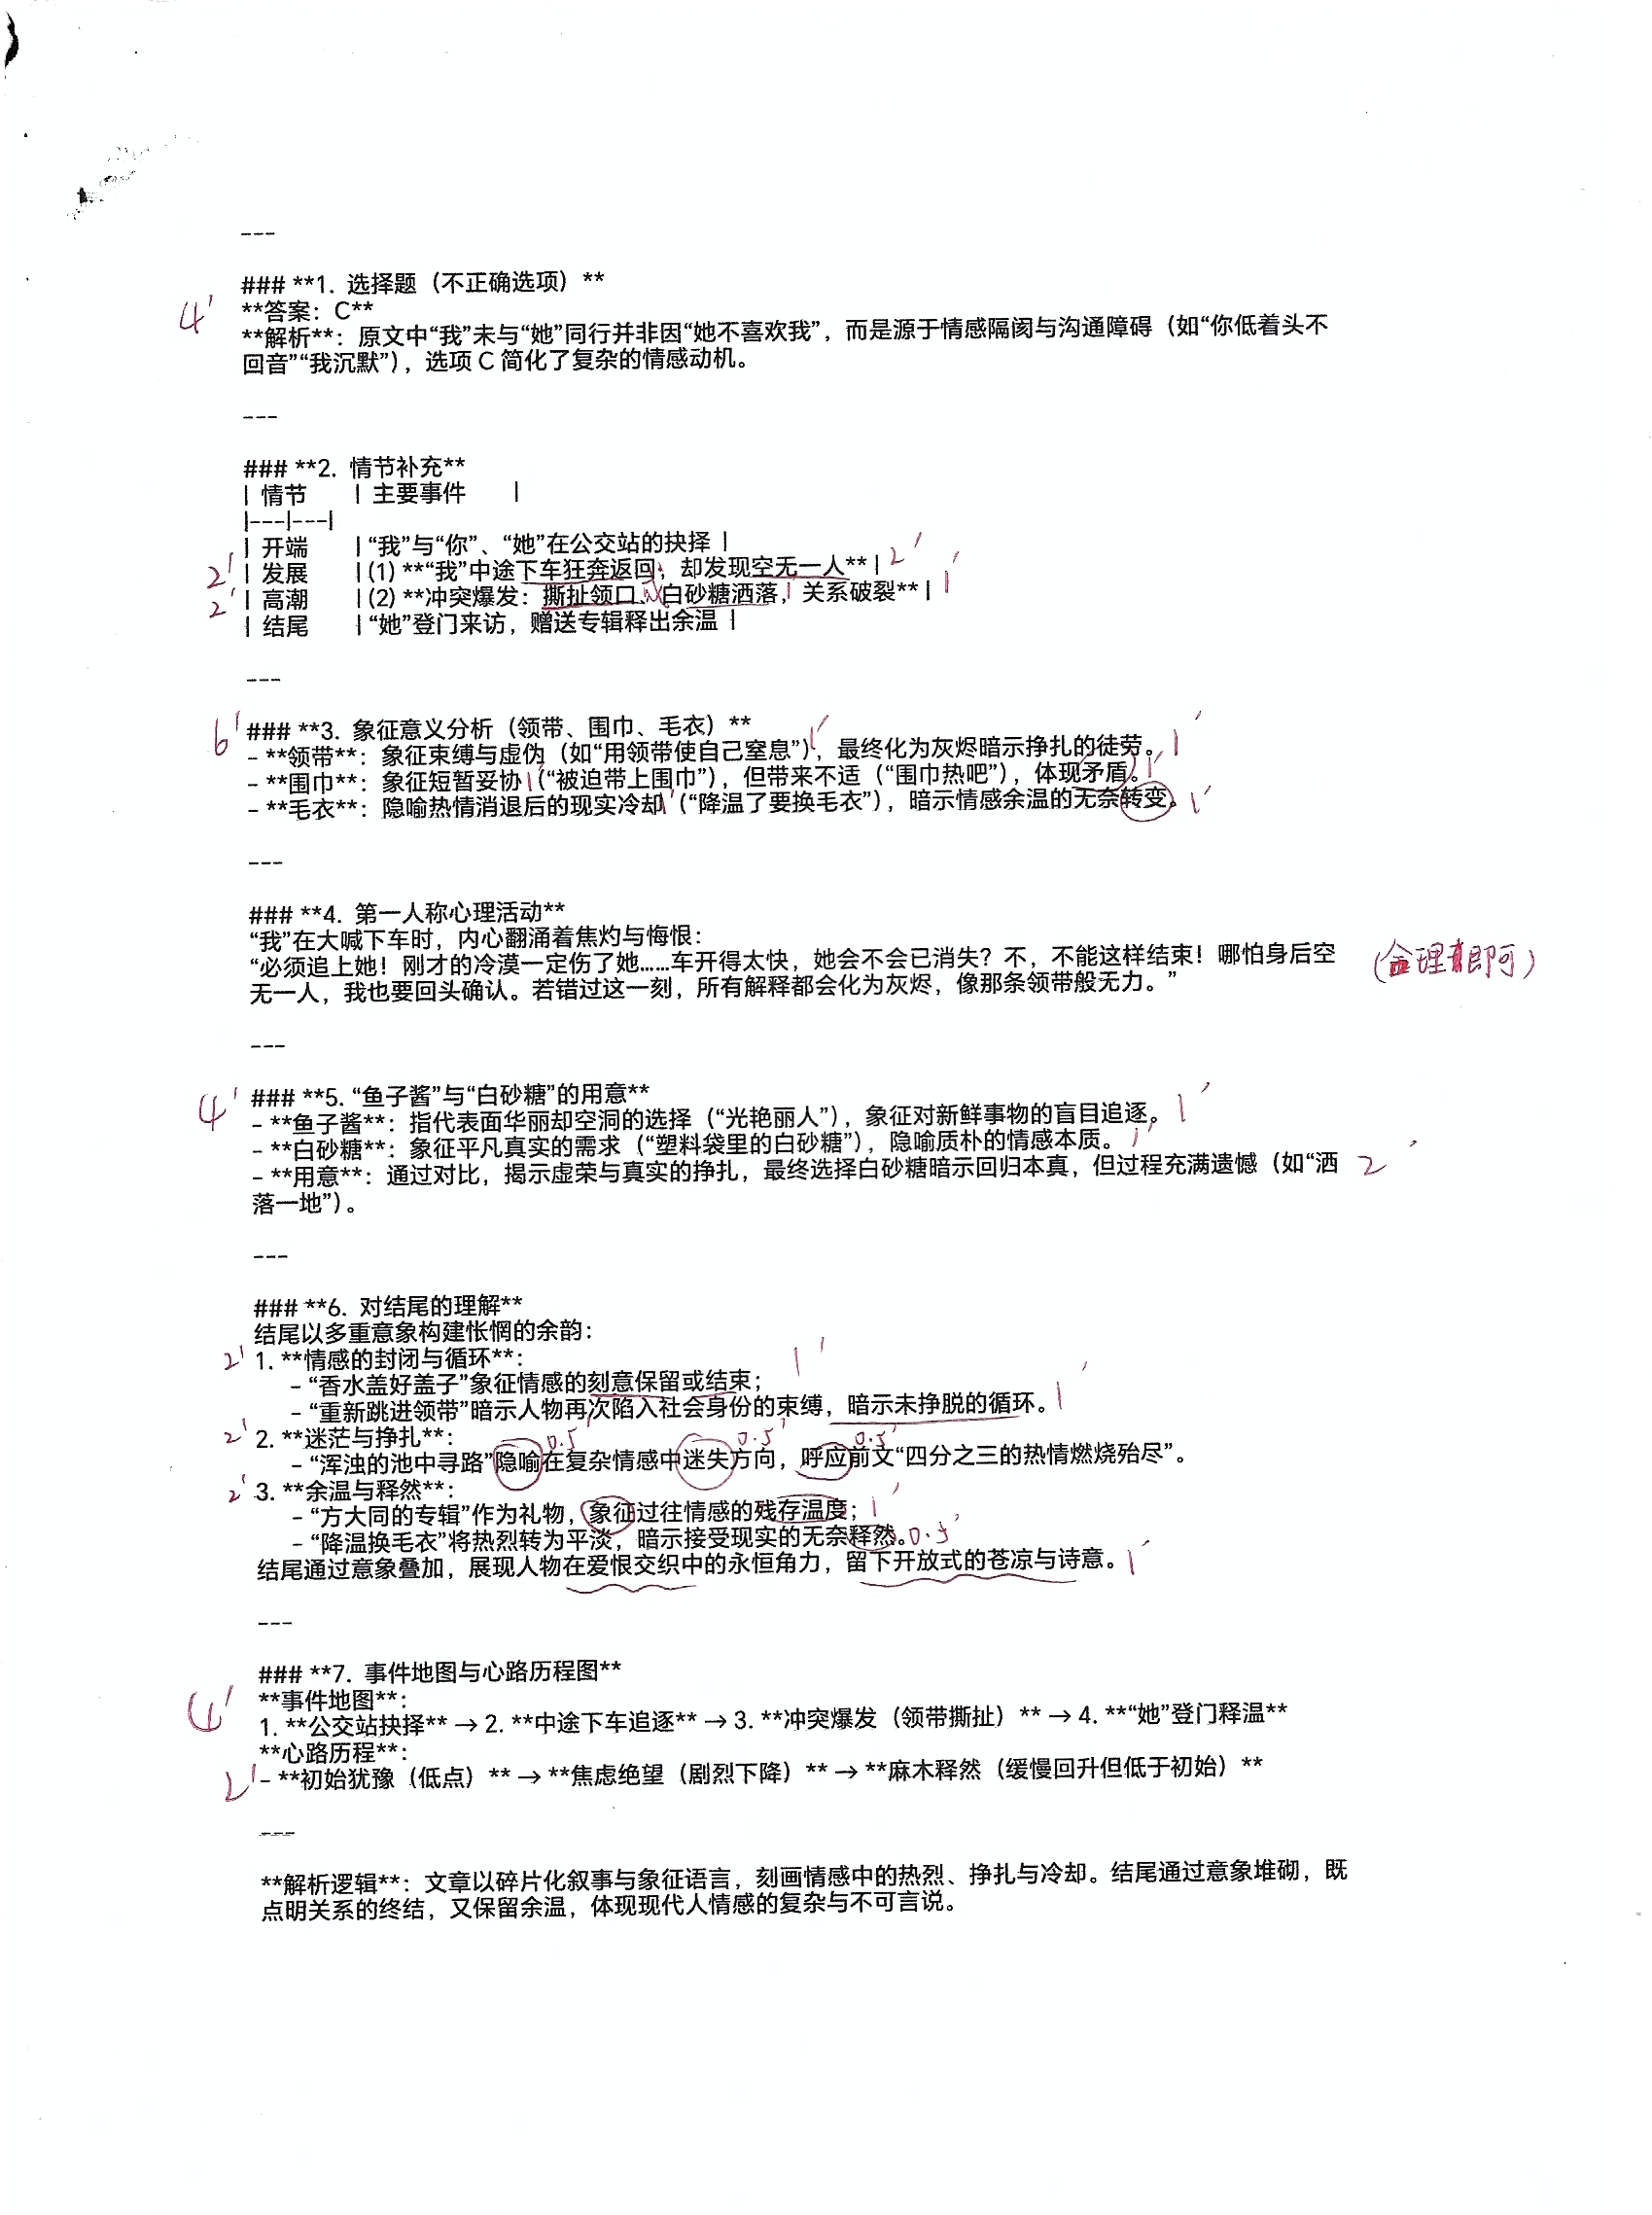 ---
### **1. 选择题（不正确选项）**
4'
**答案：C**
**解析**：原文中“我”未与“她”同行并非因“她不喜欢我”，而是源于情感隔阂与沟通障碍（如“你低着头不
回音”“我沉默”），选项 C 简化了复杂的情感动机。
---
### **2. 情节补充**
| 情节 | 主要事件 |
|---|---|
| 开端 |“我”与“你”、“她”在公交站的抉择 |
2' | 发展 |(1) **“我”中途下车狂奔返回，却发现空无一人** | 2'
2' | 高潮 |(2) **冲突爆发：撕扯领口、白砂糖洒落，关系破裂** | 1'
| 结尾 |“她”登门来访，赠送专辑释出余温 |
---
6' ### **3. 象征意义分析（领带、围巾、毛衣）**
- **领带**：象征束缚与虚伪（如“用领带使自己窒息”）1'，最终化为灰烬暗示挣扎的徒劳。1'
- **围巾**：象征短暂妥协1（“被迫带上围巾”），但带来不适（“围巾热吧”），体现矛盾。1'
- **毛衣**：隐喻热情消退后的现实冷却1'（“降温了要换毛衣”），暗示情感余温的无奈转变。1'
---
### **4. 第一人称心理活动**
“我”在大喊下车时，内心翻涌着焦灼与悔恨：
“必须追上她！刚才的冷漠一定伤了她……车开得太快，她会不会已消失？不，不能这样结束！哪怕身后空 (合理即可)
无一人，我也要回头确认。若错过这一刻，所有解释都会化为灰烬，像那条领带般无力。”
---
4' ### **5. “鱼子酱”与“白砂糖”的用意**
- **鱼子酱**：指代表面华丽却空洞的选择（“光艳丽人”），象征对新鲜事物的盲目追逐。1'
- **白砂糖**：象征平凡真实的需求（“塑料袋里的白砂糖”），隐喻质朴的情感本质。1'
- **用意**：通过对比，揭示虚荣与真实的挣扎，最终选择白砂糖暗示回归本真，但过程充满遗憾（如“洒 2'
落一地”）。
---
### **6. 对结尾的理解**
结尾以多重意象构建怅惘的余韵：
2' 1. **情感的封闭与循环**：
- “香水盖好盖子”象征情感的刻意保留或结束； 1'
- “重新跳进领带”暗示人物再次陷入社会身份的束缚，暗示未挣脱的循环。1'
2' 2. **迷茫与挣扎**： 0.5' 0.5' 0.5'
- “浑浊的池中寻路”隐喻在复杂情感中迷失方向，呼应前文“四分之三的热情燃烧殆尽”。
2' 3. **余温与释然**：
- “方大同的专辑”作为礼物，象征过往情感的残存温度；1'
- “降温换毛衣”将热烈转为平淡，暗示接受现实的无奈释然。0.5'
结尾通过意象叠加，展现人物在爱恨交织中的永恒角力，留下开放式的苍凉与诗意。1'
---
### **7. 事件地图与心路历程图**
**事件地图**：
1. **公交站抉择** → 2. **中途下车追逐** → 3. **冲突爆发（领带撕扯）** → 4. **“她”登门释温**
**心路历程**：
2' - **初始犹豫（低点）** → **焦虑绝望（剧烈下降）** → **麻木释然（缓慢回升但低于初始）**
---
**解析逻辑**：文章以碎片化叙事与象征语言，刻画情感中的热烈、挣扎与冷却。结尾通过意象堆砌，既
点明关系的终结，又保留余温，体现现代人情感的复杂与不可言说。